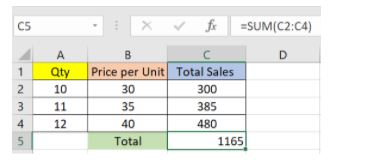 C5 fx =SUM(C2:C4)
A B C D
1 Qty Price per Unit Total Sales
2 10 30 300
3 11 35 385
4 12 40 480
5 Total 1165